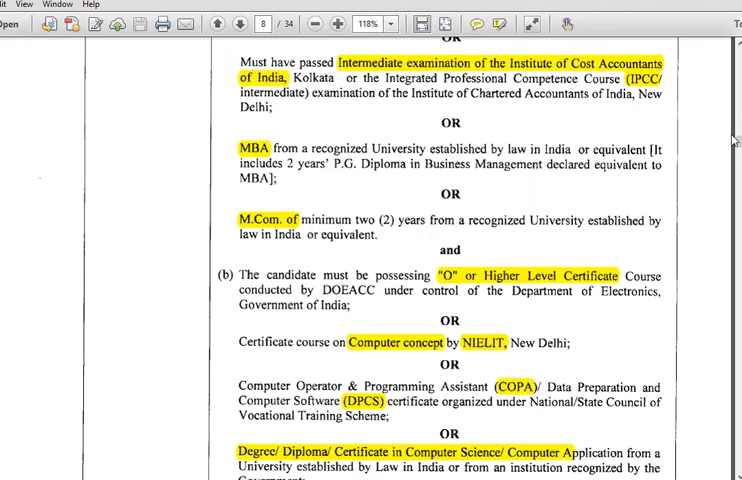 lit View Window Help
Open 8 / 34 118% To
OR
Must have passed Intermediate examination of the Institute of Cost Accountants
of India, Kolkata or the Integrated Professional Competence Course (IPCC/
intermediate) examination of the Institute of Chartered Accountants of India, New
Delhi;
OR
MBA from a recognized University established by law in India or equivalent [It
includes 2 years' P.G. Diploma in Business Management declared equivalent to
MBA];
OR
M.Com. of minimum two (2) years from a recognized University established by
law in India or equivalent.
and
(b) The candidate must be possessing "O" or Higher Level Certificate Course
conducted by DOEACC under control of the Department of Electronics,
Government of India;
OR
Certificate course on Computer concept by NIELIT, New Delhi;
OR
Computer Operator & Programming Assistant (COPA)/ Data Preparation and
Computer Software (DPCS) certificate organized under National/State Council of
Vocational Training Scheme;
OR
Degree/ Diploma/ Certificate in Computer Science/ Computer Application from a
University established by Law in India or from an institution recognized by the
Government;